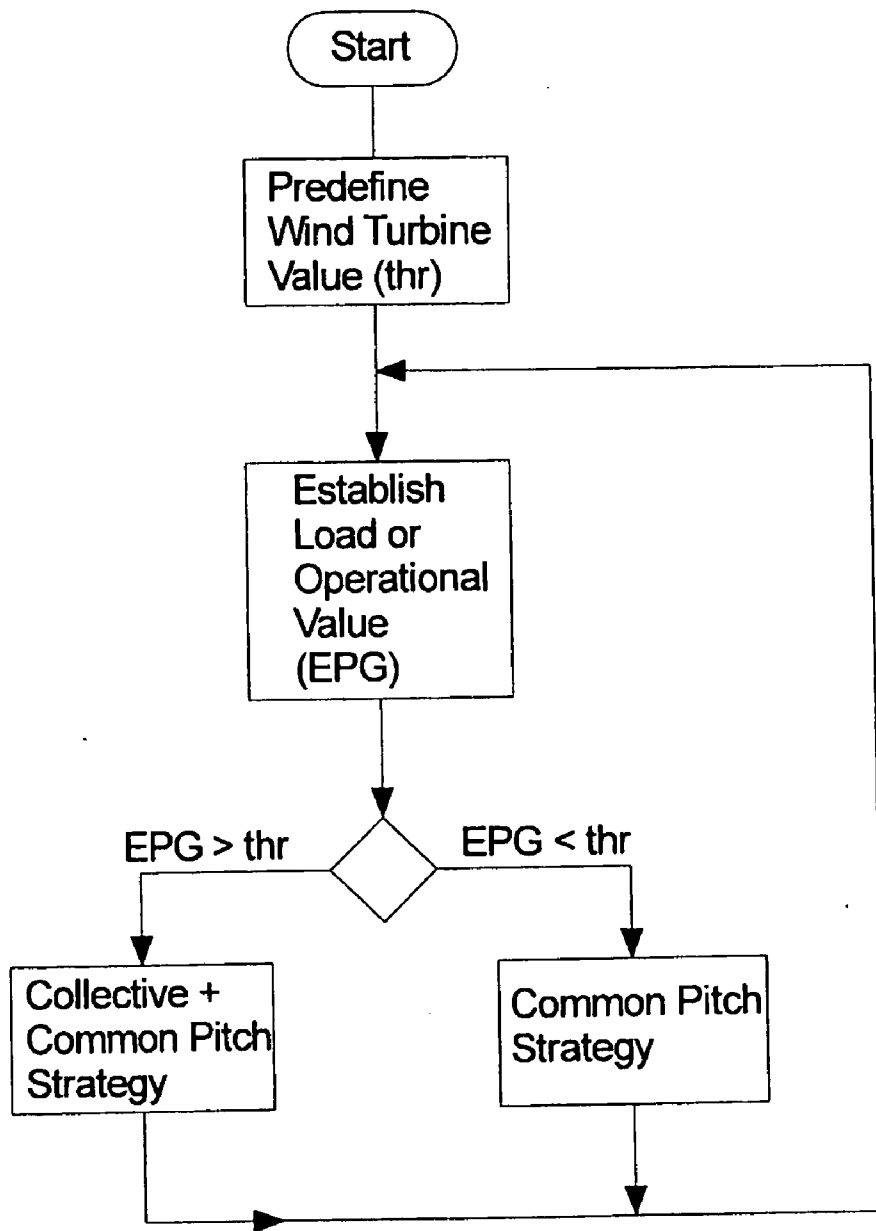 Start
Predefine
Wind Turbine
Value (thr)
Establish
Load or
Operational
Value
(EPG)
EPG > thr
EPG < thr
Collective +
Common Pitch
Strategy
Common Pitch
Strategy